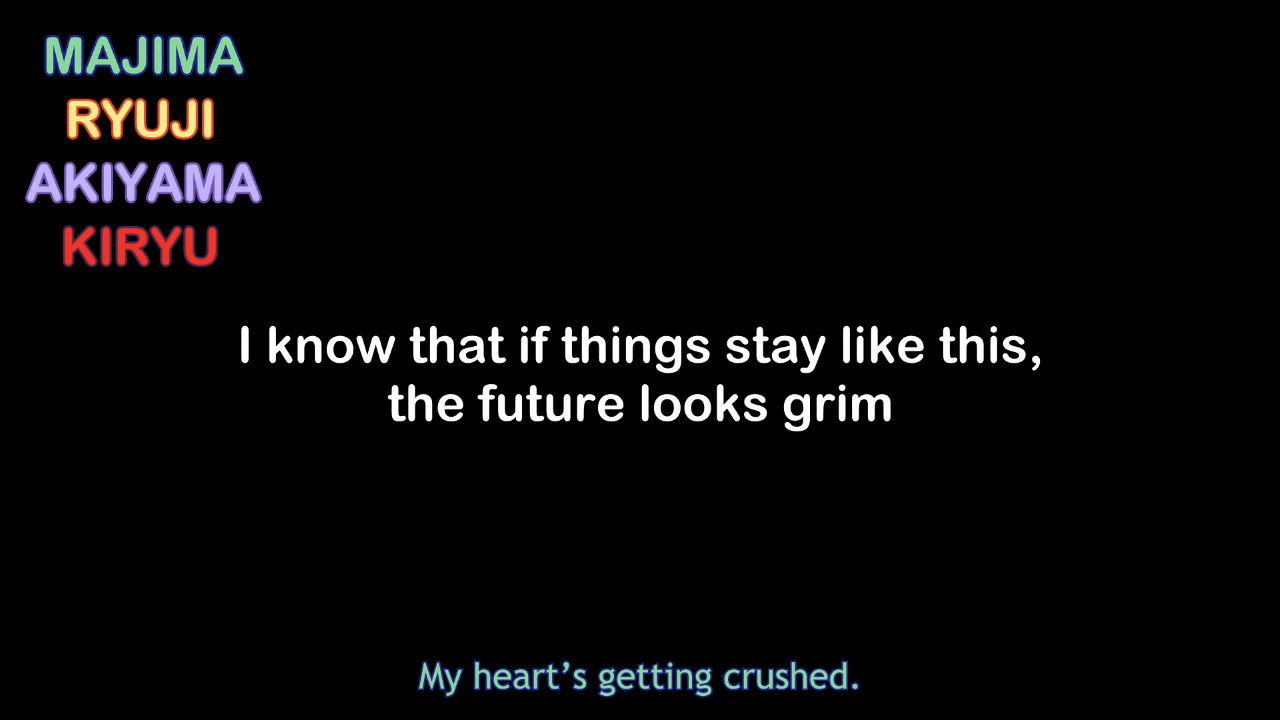 MAJIMA
RYUJI
AKIYAMA
KIRYU
I know that if things stay like this,
the future looks grim
My heart’s getting crushed.